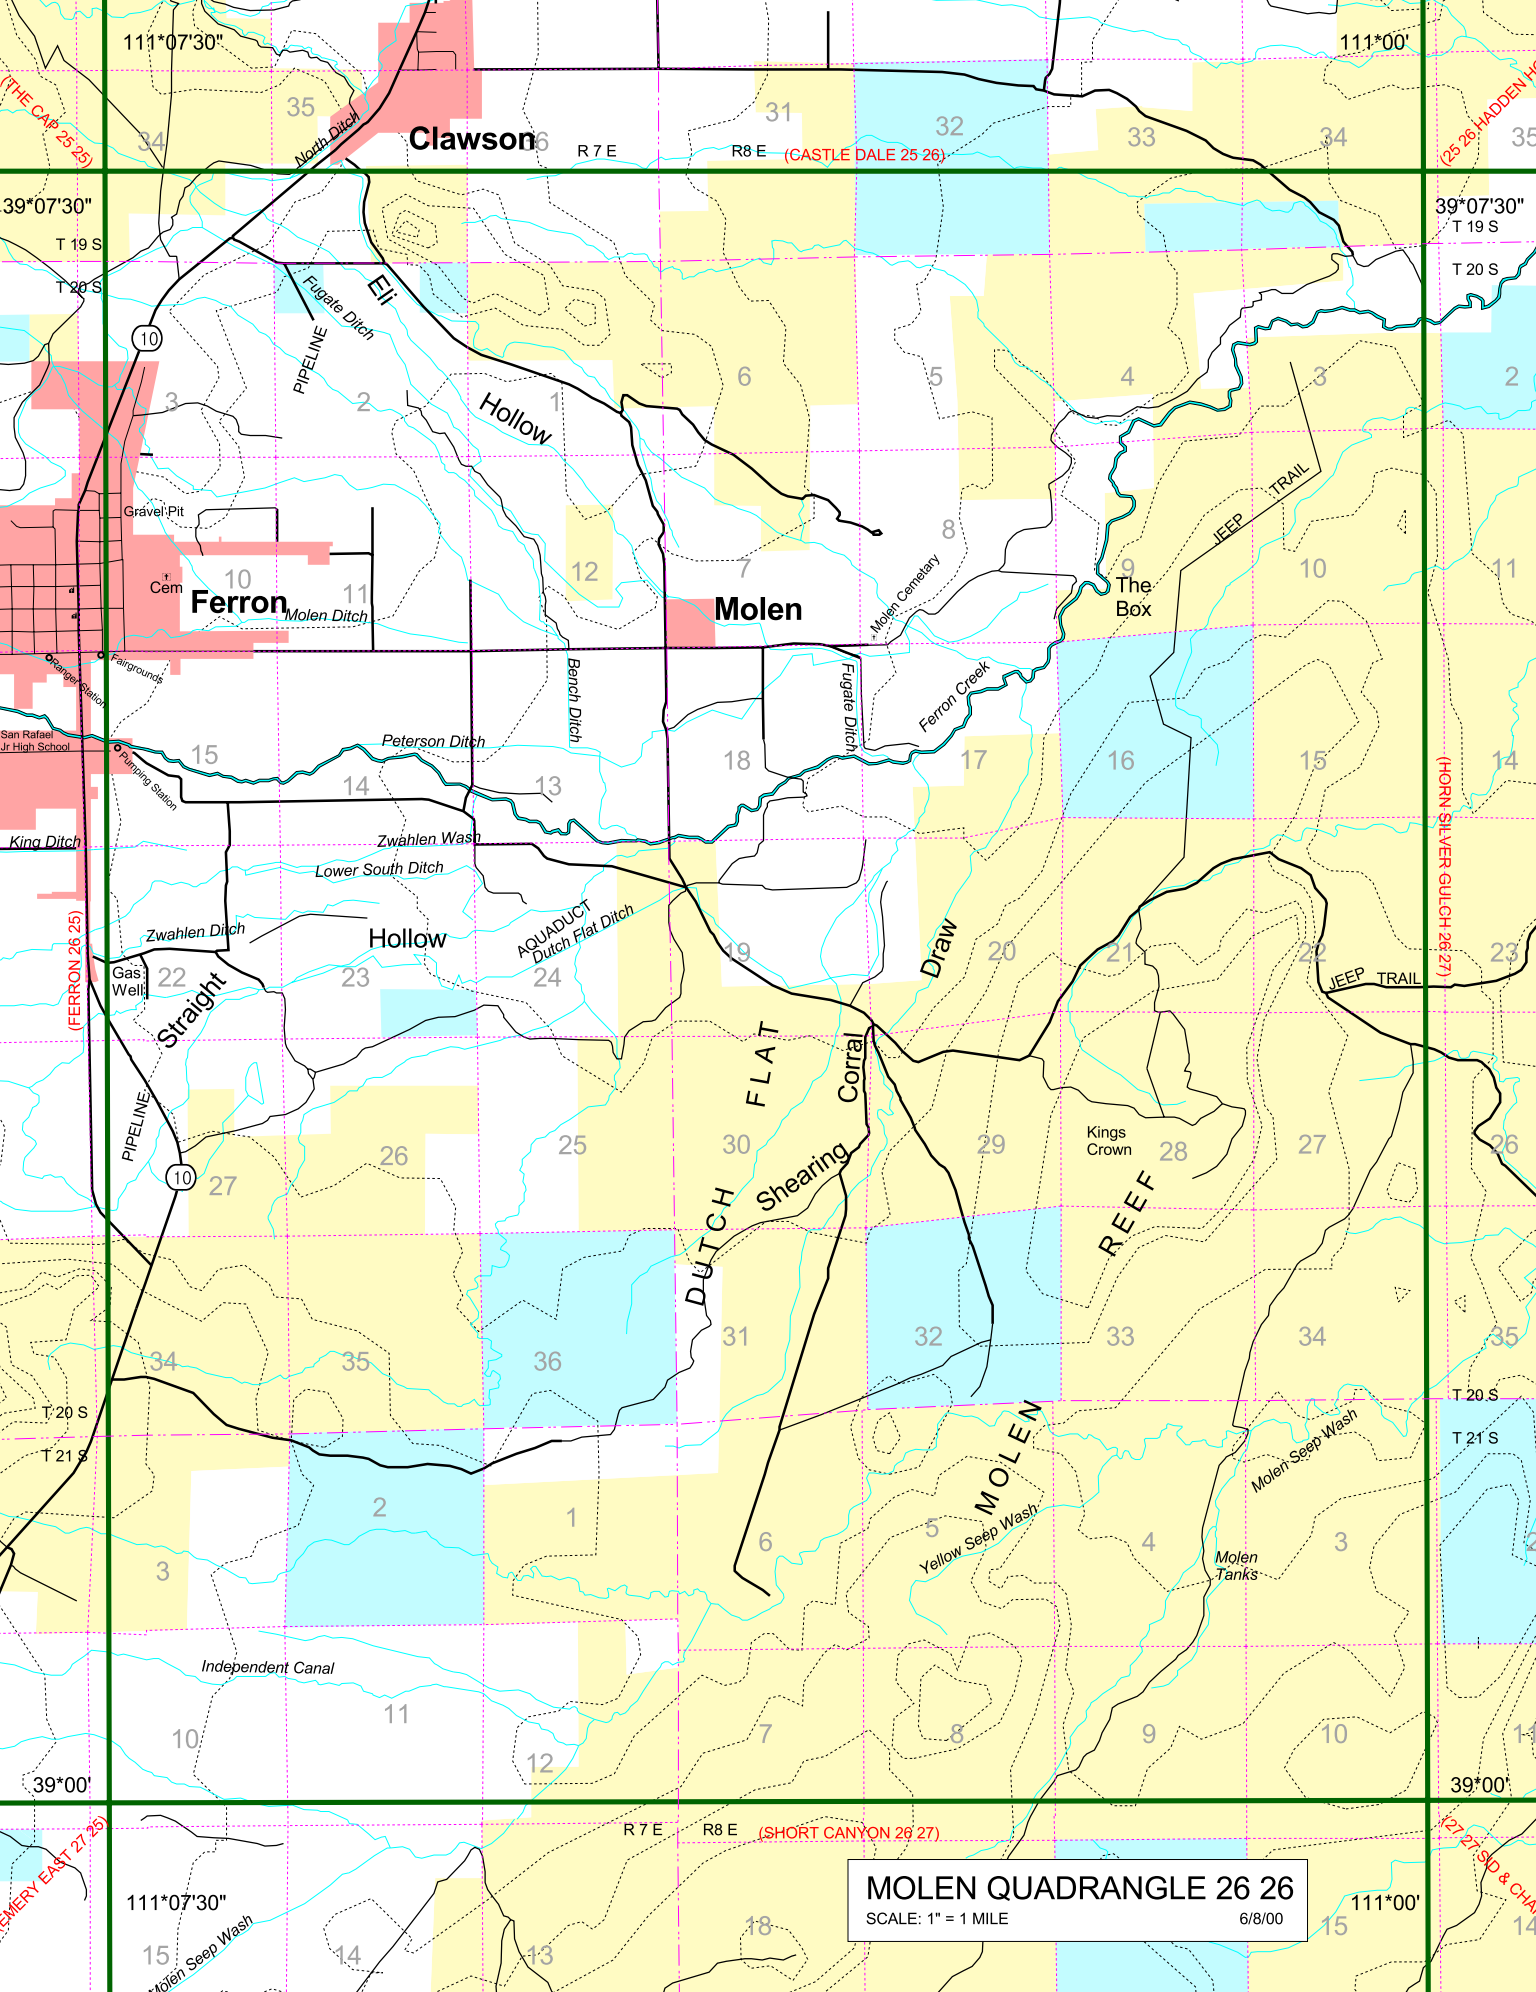 111*07'30"
111*00'
(THE CAP 25 25)
35
31
32
33
34
35
34
North Ditch
Clawson
36
R 7 E
R8 E
(CASTLE DALE 25 26)
39*07'30"
39*07'30"
T 19 S
T 19 S
T 20 S
T 20 S
Eli
Fugate Ditch
10
PIPELINE
3
2
1
6
5
4
3
2
Hollow
JEEP TRAIL
Gravel Pit
8
Cem
10
11
12
7
9
10
11
Ferron
Molen Ditch
Molen
Molen Cemetary
The
Box
Fairgrounds
Ranger Station
Bench Ditch
Fugate Ditch
Ferron Creek
San Rafael
Jr High School
Pumping Station
Peterson Ditch
15
14
13
18
17
16
15
14
King Ditch
Zwahlen Wash
Lower South Ditch
(HORN SILVER GULCH 26 27)
Zwahlen Ditch
Hollow
AQUADUCT
Dutch Flat Ditch
(FERRON 26 25)
Gas
Well
22
23
24
19
Draw
20
21
22
23
JEEP TRAIL
Straight
FLAT
Corral
PIPELINE
10
27
26
25
30
Shearing
29
Kings
Crown
28
27
26
DUTCH
REEF
34
35
36
31
32
33
34
35
T 20 S
T 20 S
T 21 S
T 21 S
MOLEN
Molen Seep Wash
3
2
1
6
5
Yellow Seep Wash
4
3
2
Molen
Tanks
Independent Canal
10
11
12
7
8
9
10
11
39*00'
39*00'
R 7 E
R8 E
(SHORT CANYON 26 27)
111*07'30"
111*00'
MOLEN QUADRANGLE 26 26
SCALE: 1" = 1 MILE
6/8/00
15
Molen Seep Wash
14
13
18
15
14